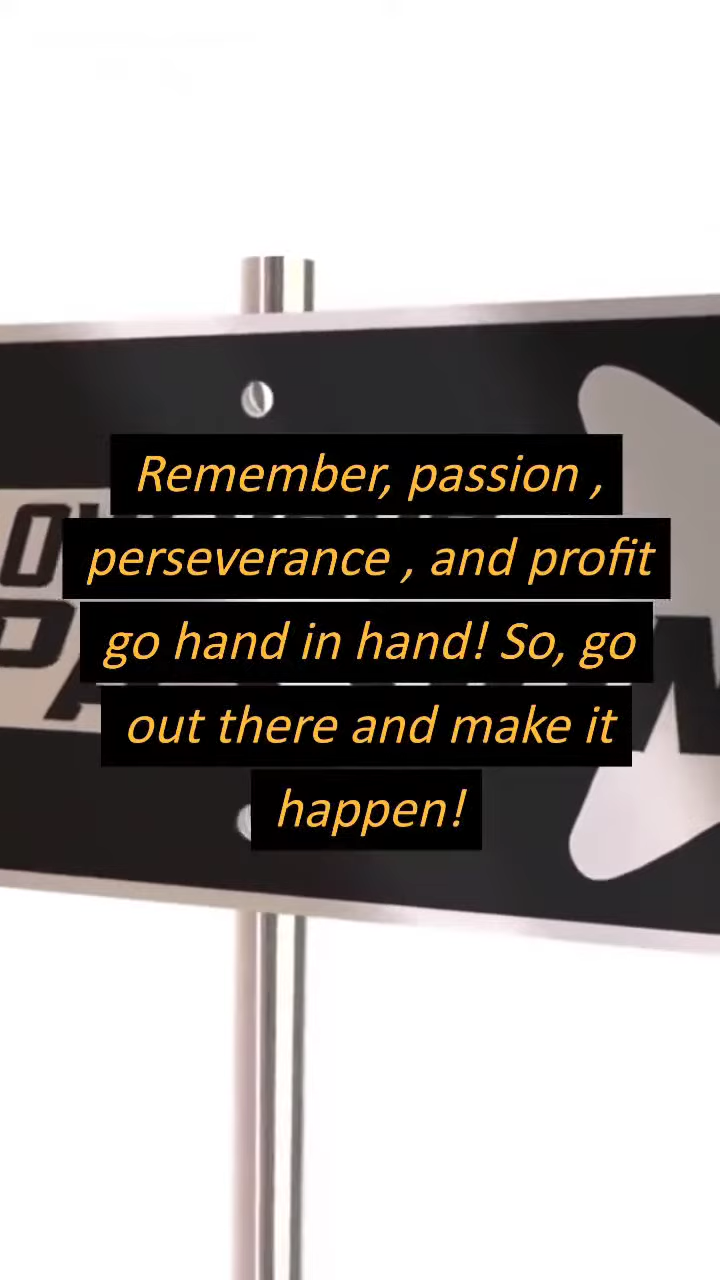 Remember, passion ,
perseverance , and profit
go hand in hand! So, go
out there and make it
happen!